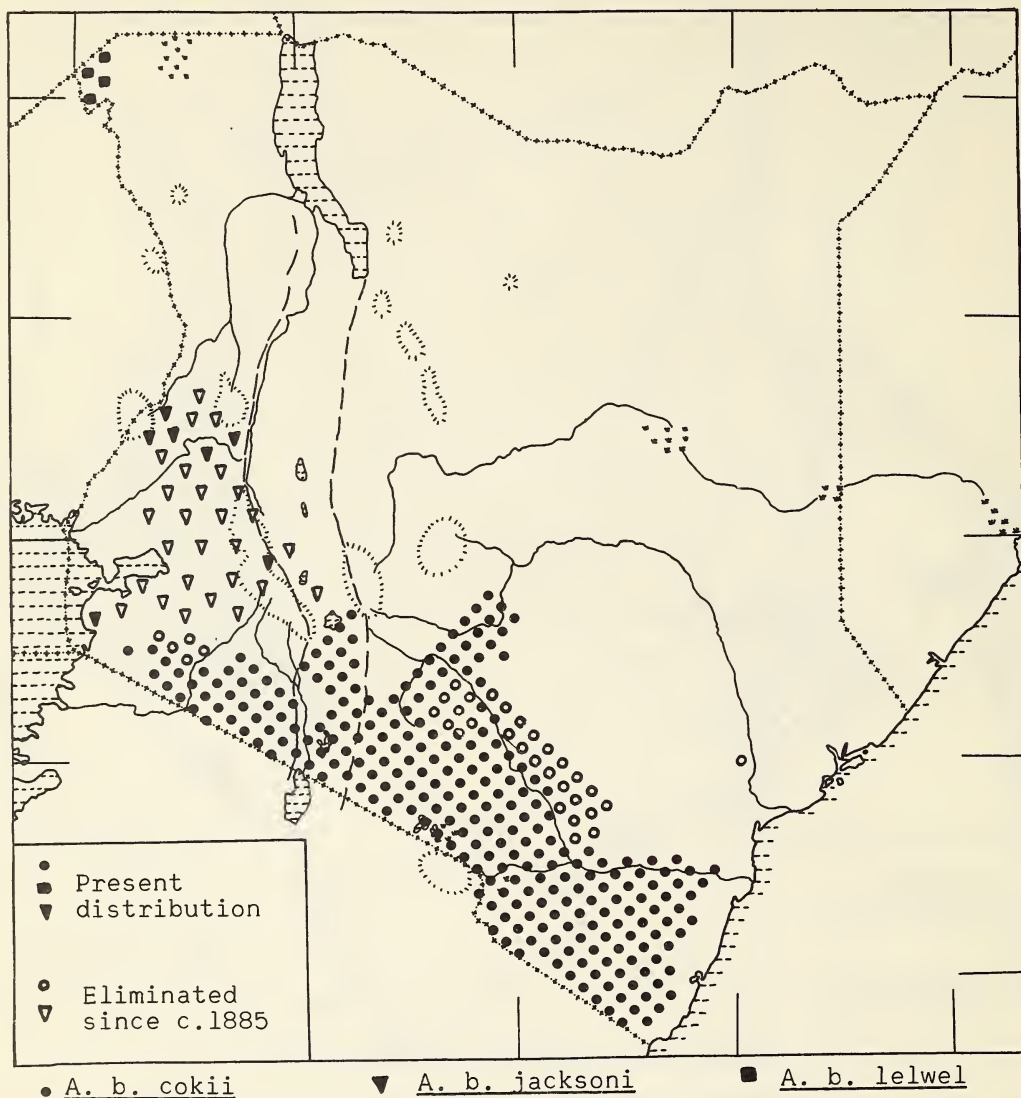 Present
distribution
Eliminated
since c.1885
A. b. cokii
A. b. jacksoni
A. b. lelwel